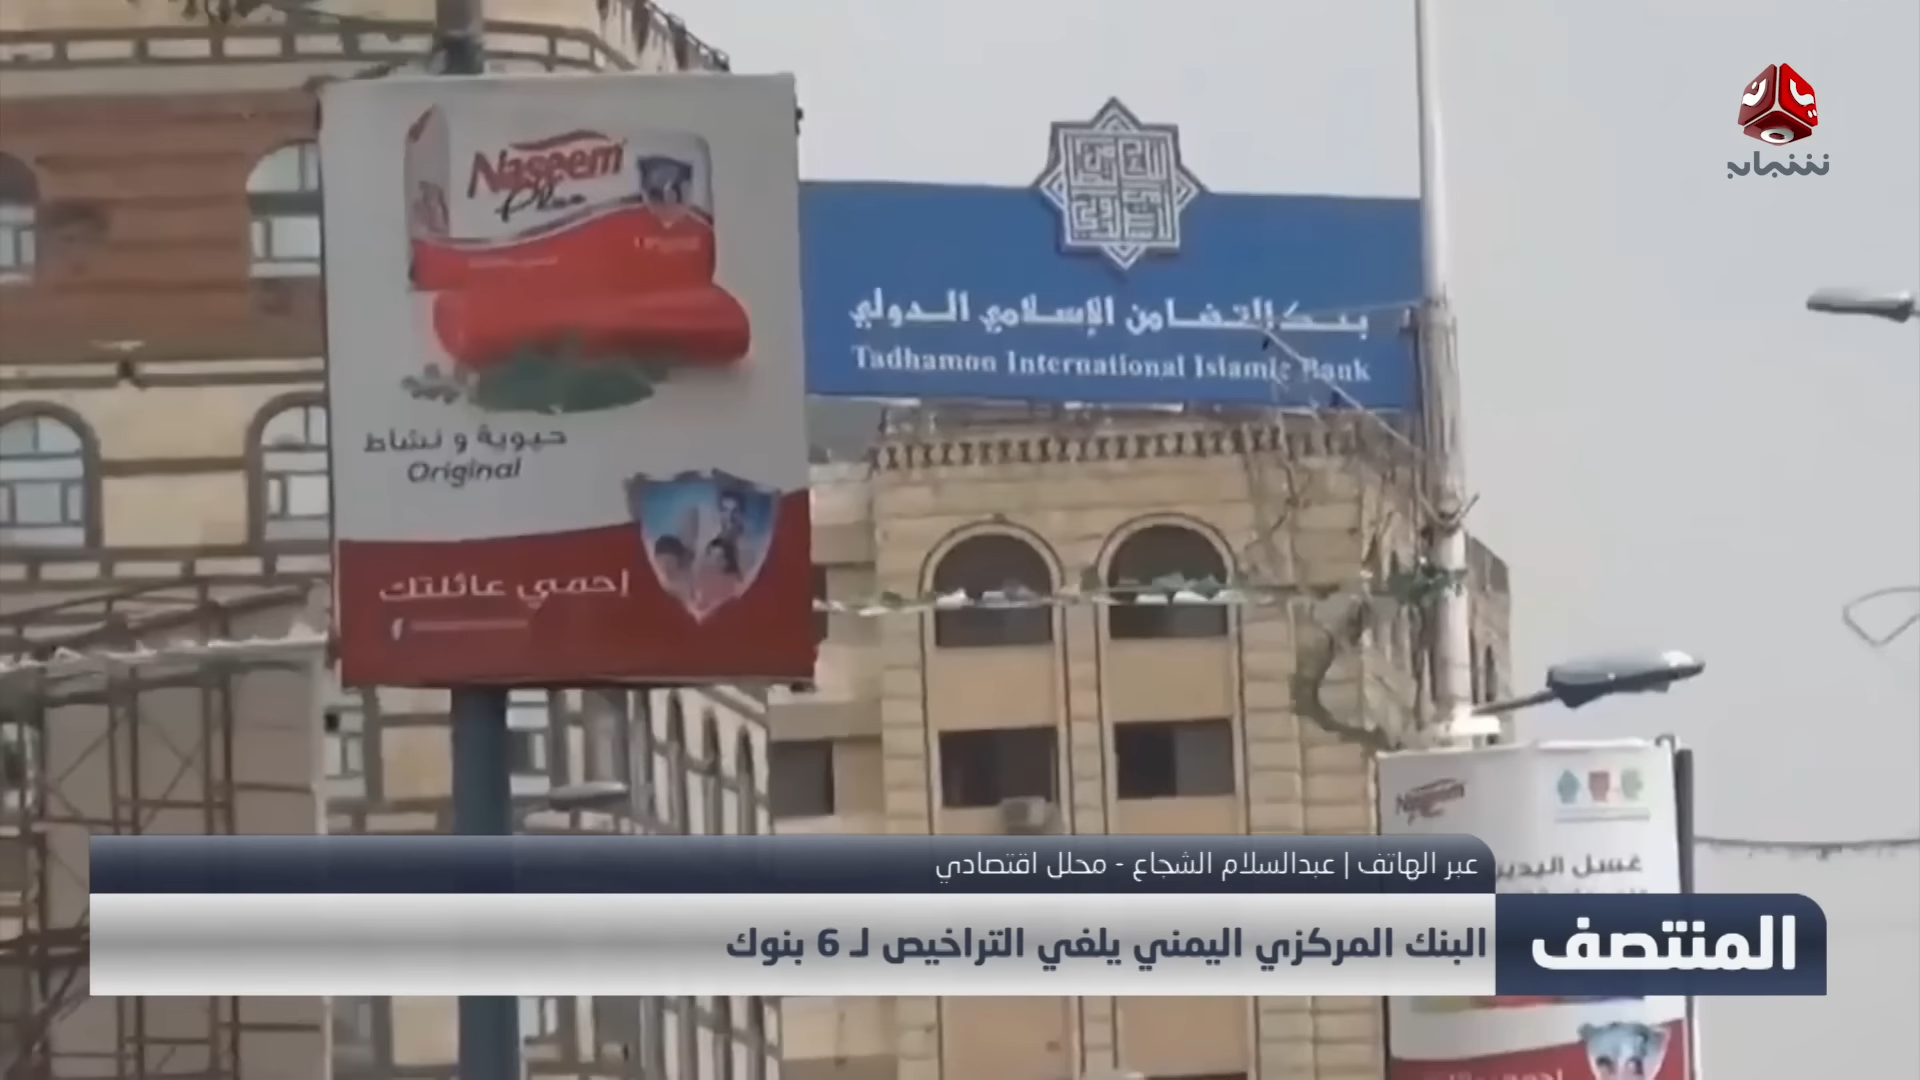 Naseem
Plus
حيوية و نشاط
Original
إحمي عائلتك
f
يمن
شباب
بنك التضامن الإسلامي الدولي
Tadhamon International Islamic Bank
Naseem
غسل اليدين
عبر الهاتف | عبدالسلام الشجاع - محلل اقتصادي
المنتصف
البنك المركزي اليمني يلغي التراخيص لـ 6 بنوك